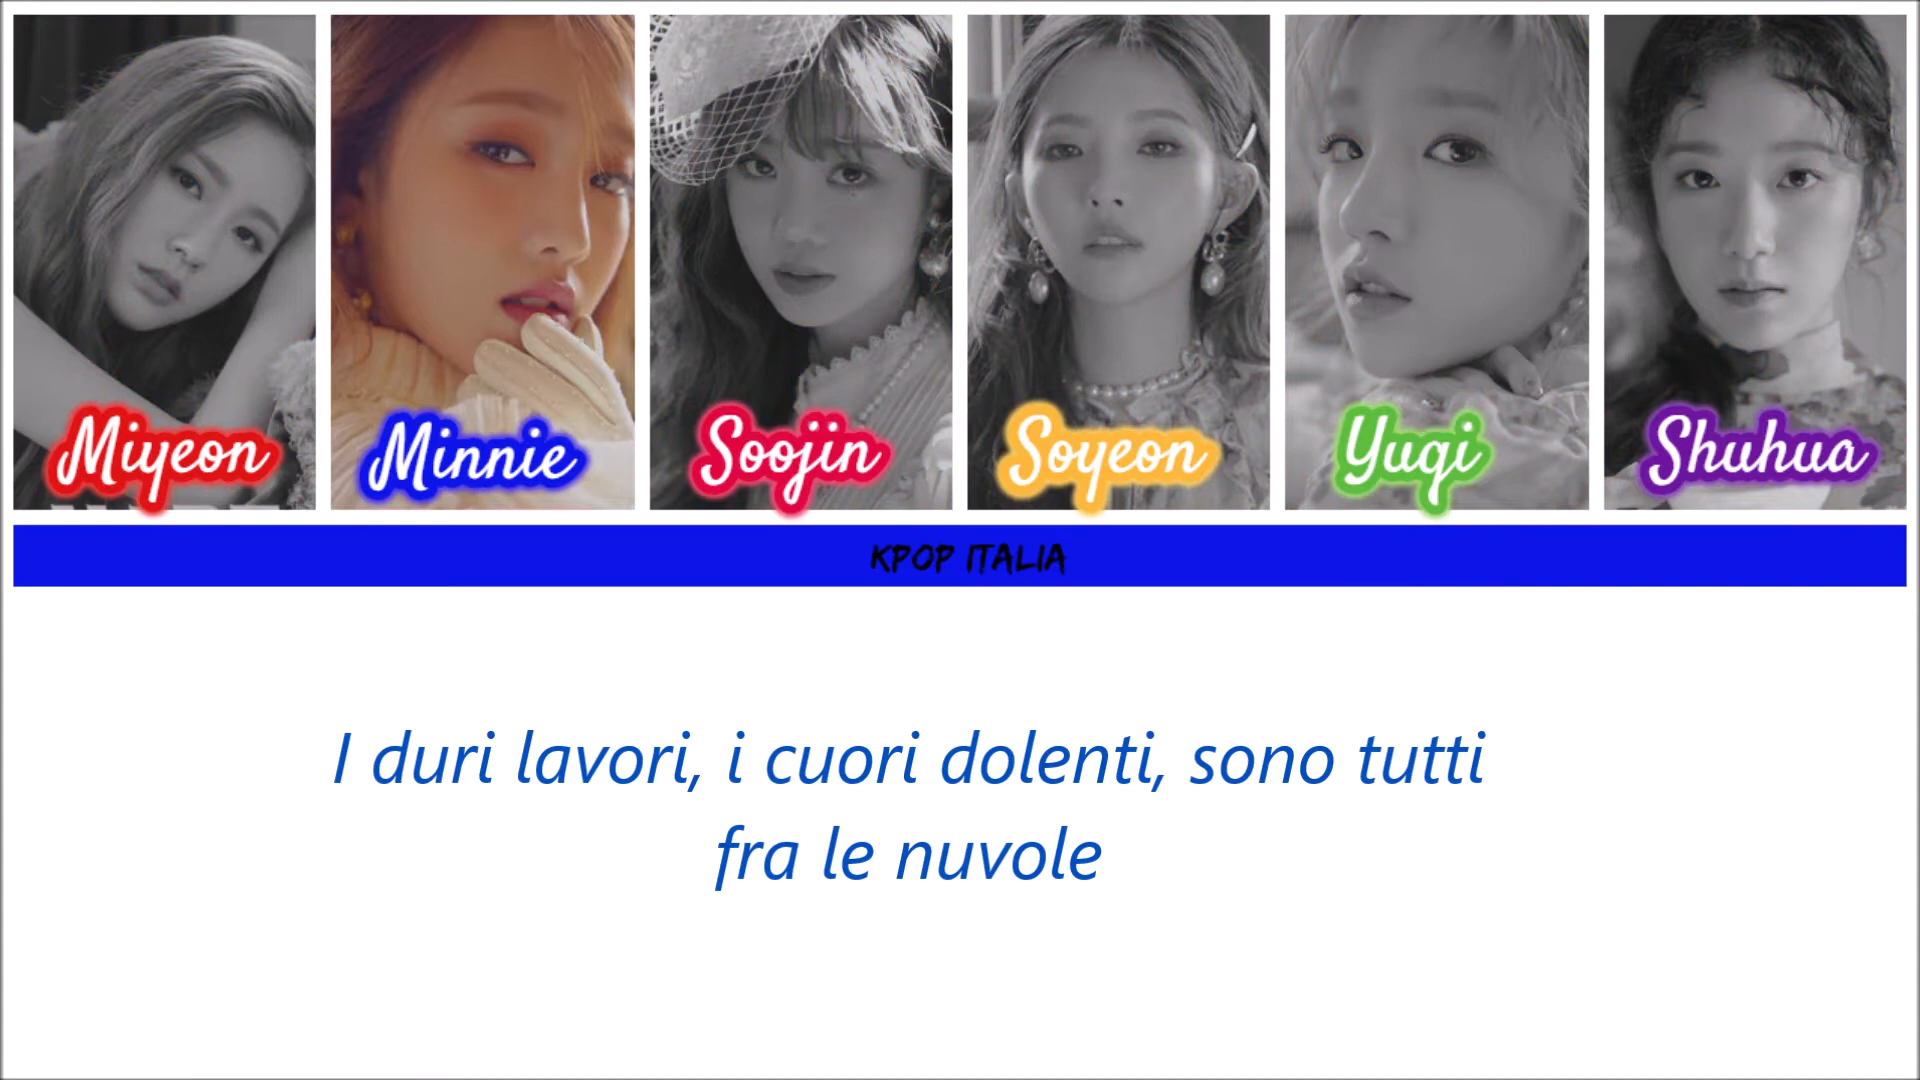 Miyeon
Minnie
Soojin
Soyeon
Yuqi
Shuhua
KPOP ITALIA
I duri lavori, i cuori dolenti, sono tutti
fra le nuvole